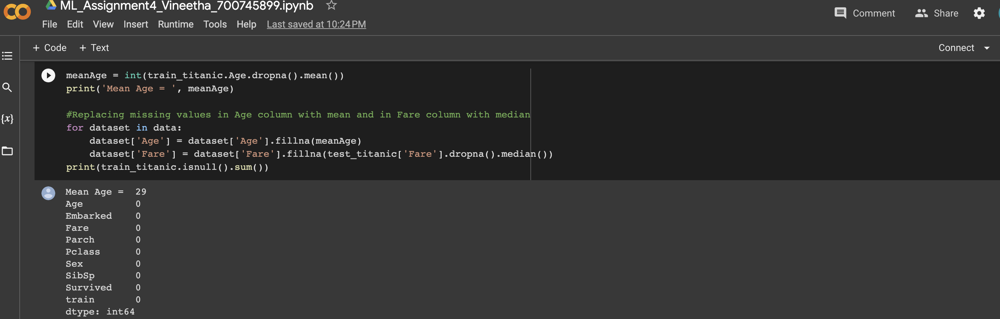 ML_Assignment4_Vineetha_700745899.ipynb
File Edit View Insert Runtime Tools Help Last saved at 10:24 PM
Comment Share
+ Code + Text
Connect
meanAge = int(train_titanic.Age.dropna().mean())
print('Mean Age = ', meanAge)
#Replacing missing values in Age column with mean and in Fare column with median
for dataset in data:
    dataset['Age'] = dataset['Age'].fillna(meanAge)
    dataset['Fare'] = dataset['Fare'].fillna(test_titanic['Fare'].dropna().median())
print(train_titanic.isnull().sum())
{x}
Mean Age =  29
Age         0
Embarked    0
Fare        0
Parch       0
Pclass      0
Sex         0
SibSp       0
Survived    0
train       0
dtype: int64